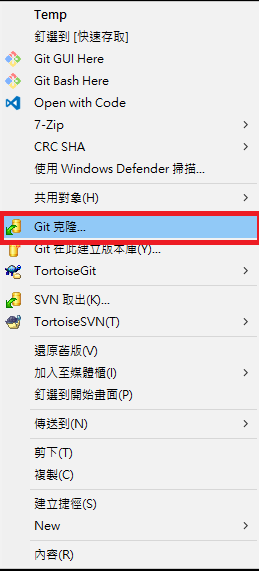 Temp
釘選到 [快速存取]
Git GUI Here
Git Bash Here
Open with Code
7-Zip
CRC SHA
使用 Windows Defender 掃描...
共用對象(H)
Git 克隆...
Git 在此建立版本庫(Y)...
TortoiseGit
SVN 取出(K)...
TortoiseSVN(T)
還原舊版(V)
加入至媒體櫃(I)
釘選到開始畫面(P)
傳送到(N)
剪下(T)
複製(C)
建立捷徑(S)
New
內容(R)